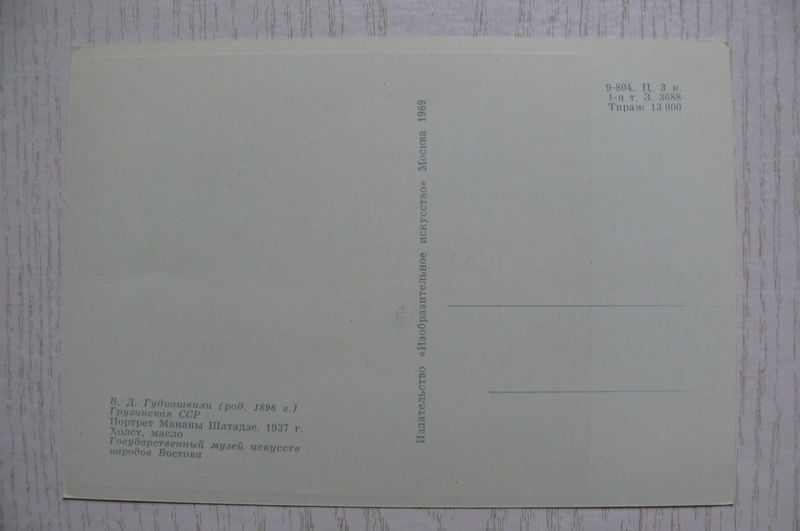 9-804. Ц. 3 к.
1-я т. З. 3688
Тираж 13 000
Издательство «Изобразительное искусство» Москва 1969
В. Д. Гудиашвили (род. 1896 г.)
Грузинская ССР
Портрет Мананы Шатадзе. 1937 г.
Холст, масло
Государственный музей искусств
народов Востока